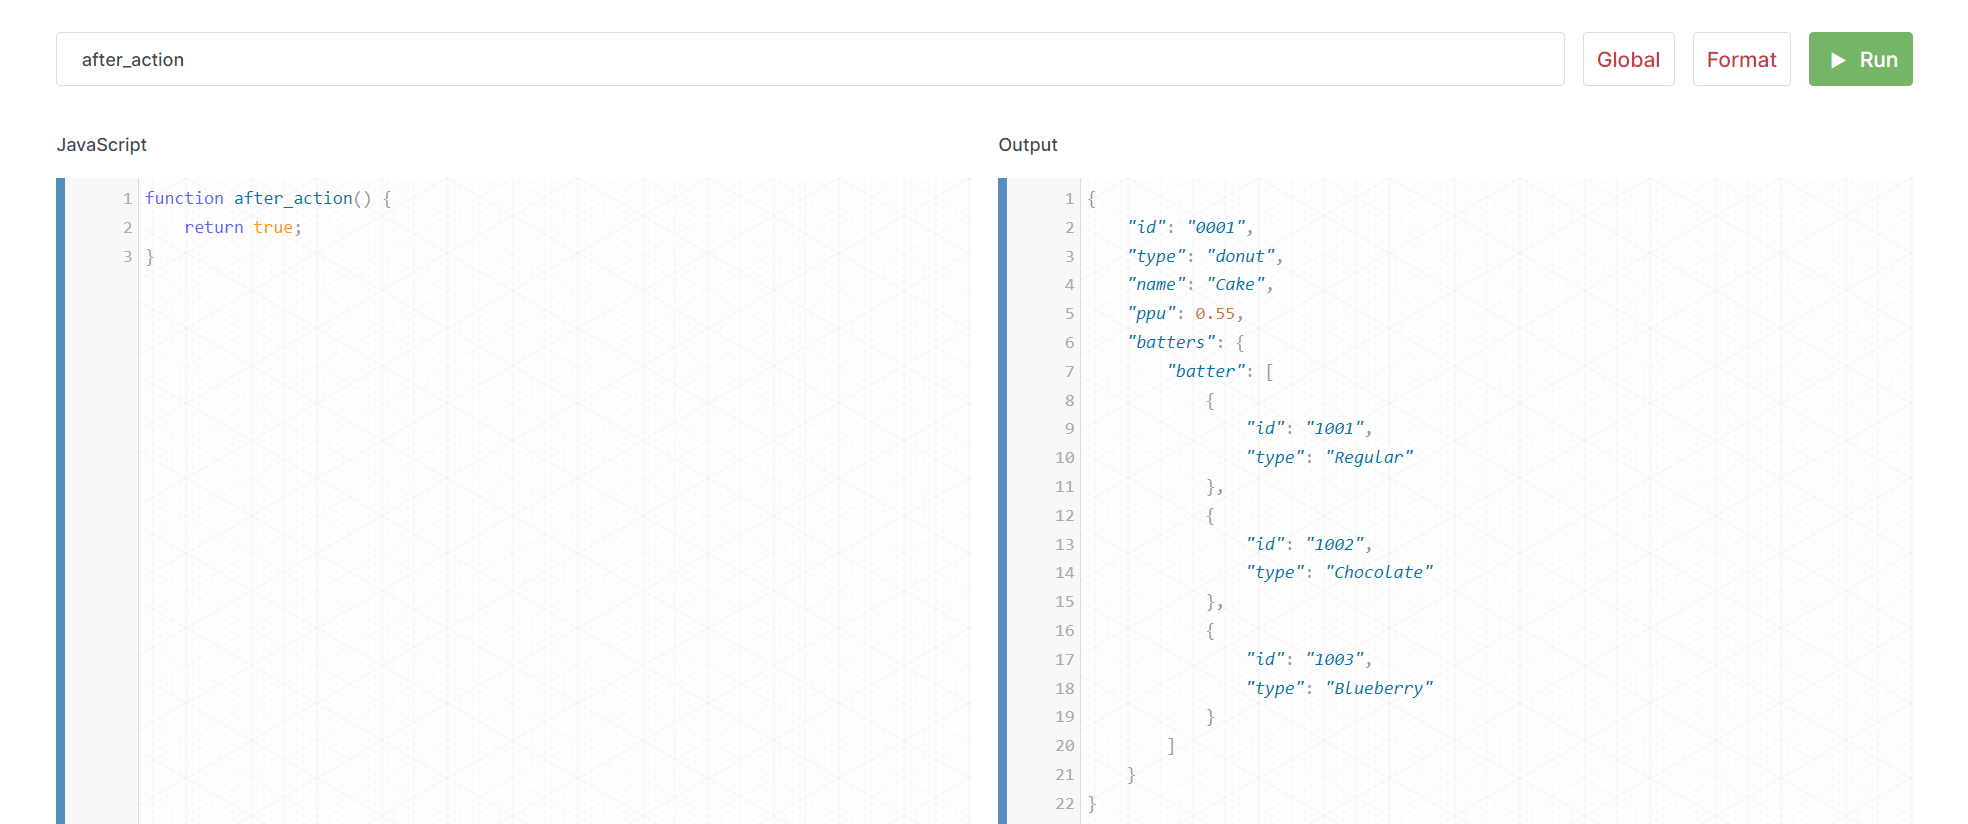 after_action
Global
Format
Run
JavaScript
1 function after_action() {
2     return true;
3 }
Output
1 {
2     "id": "0001",
3     "type": "donut",
4     "name": "Cake",
5     "ppu": 0.55,
6     "batters": {
7         "batter": [
8             {
9                 "id": "1001",
10                 "type": "Regular"
11             },
12             {
13                 "id": "1002",
14                 "type": "Chocolate"
15             },
16             {
17                 "id": "1003",
18                 "type": "Blueberry"
19             }
20         ]
21     }
22 }